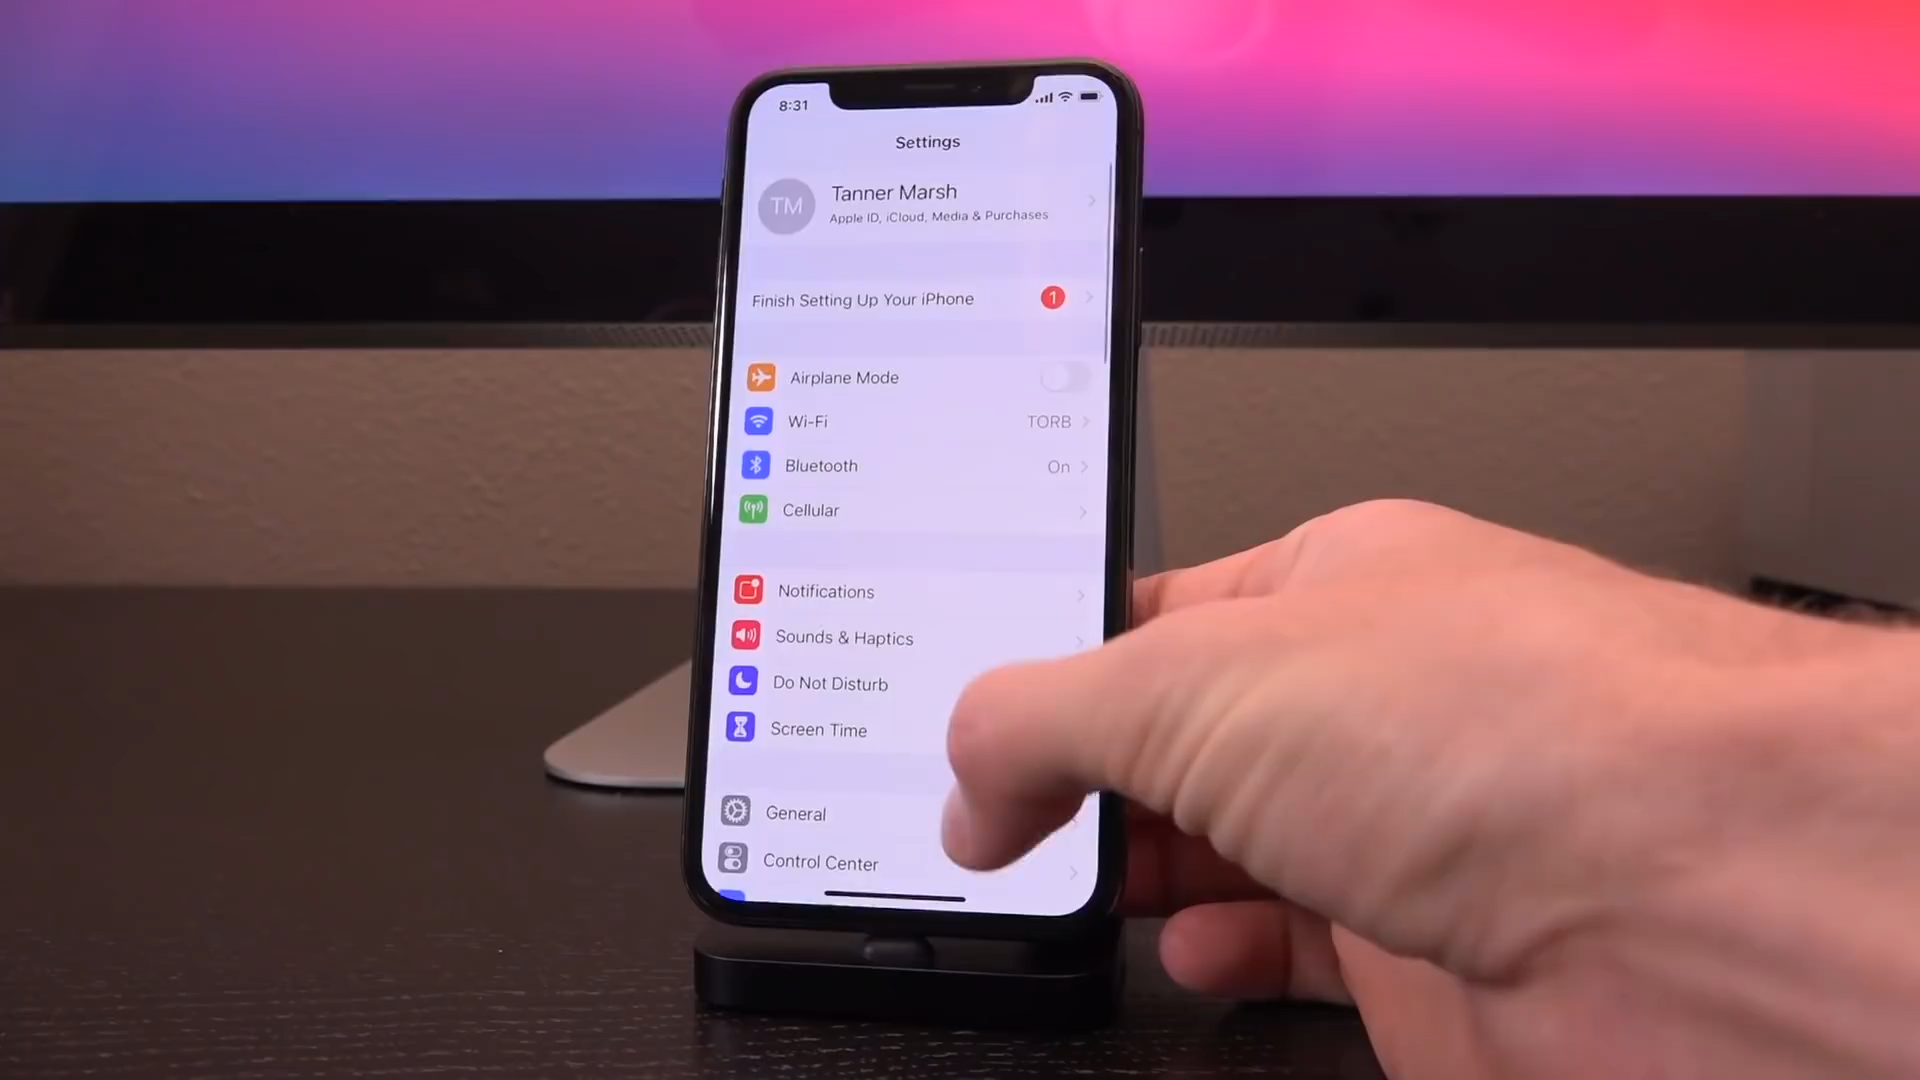 8:31
Settings
TM
Tanner Marsh
Apple ID, iCloud, Media & Purchases
Finish Setting Up Your iPhone
1
Airplane Mode
Wi-Fi
TORB
Bluetooth
On
Cellular
Notifications
Sounds & Haptics
Do Not Disturb
Screen Time
General
Control Center